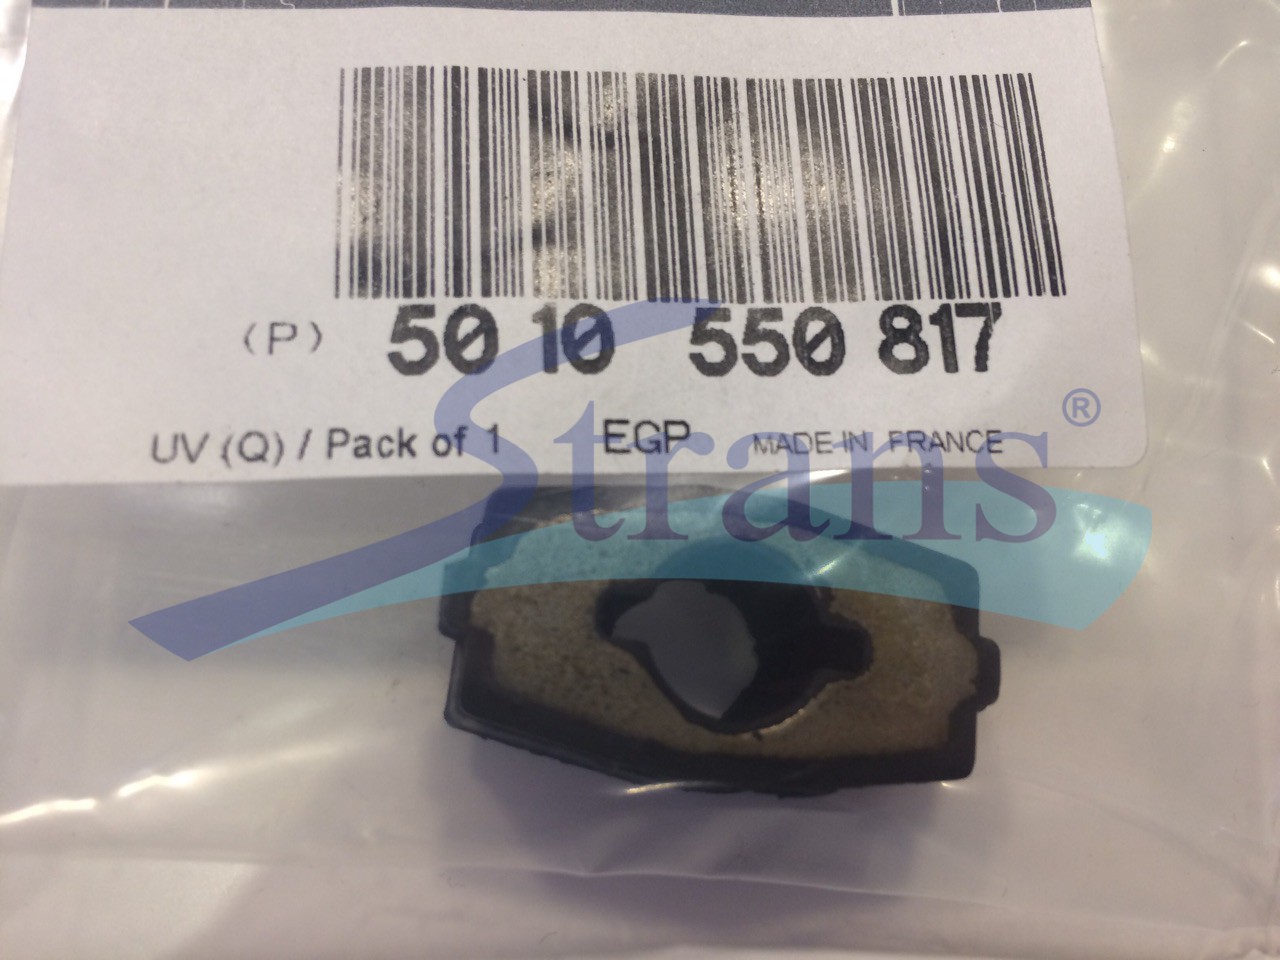 (P) 50 10 550 817
UV (Q) / Pack of 1 EGP MADE IN FRANCE
Strans®